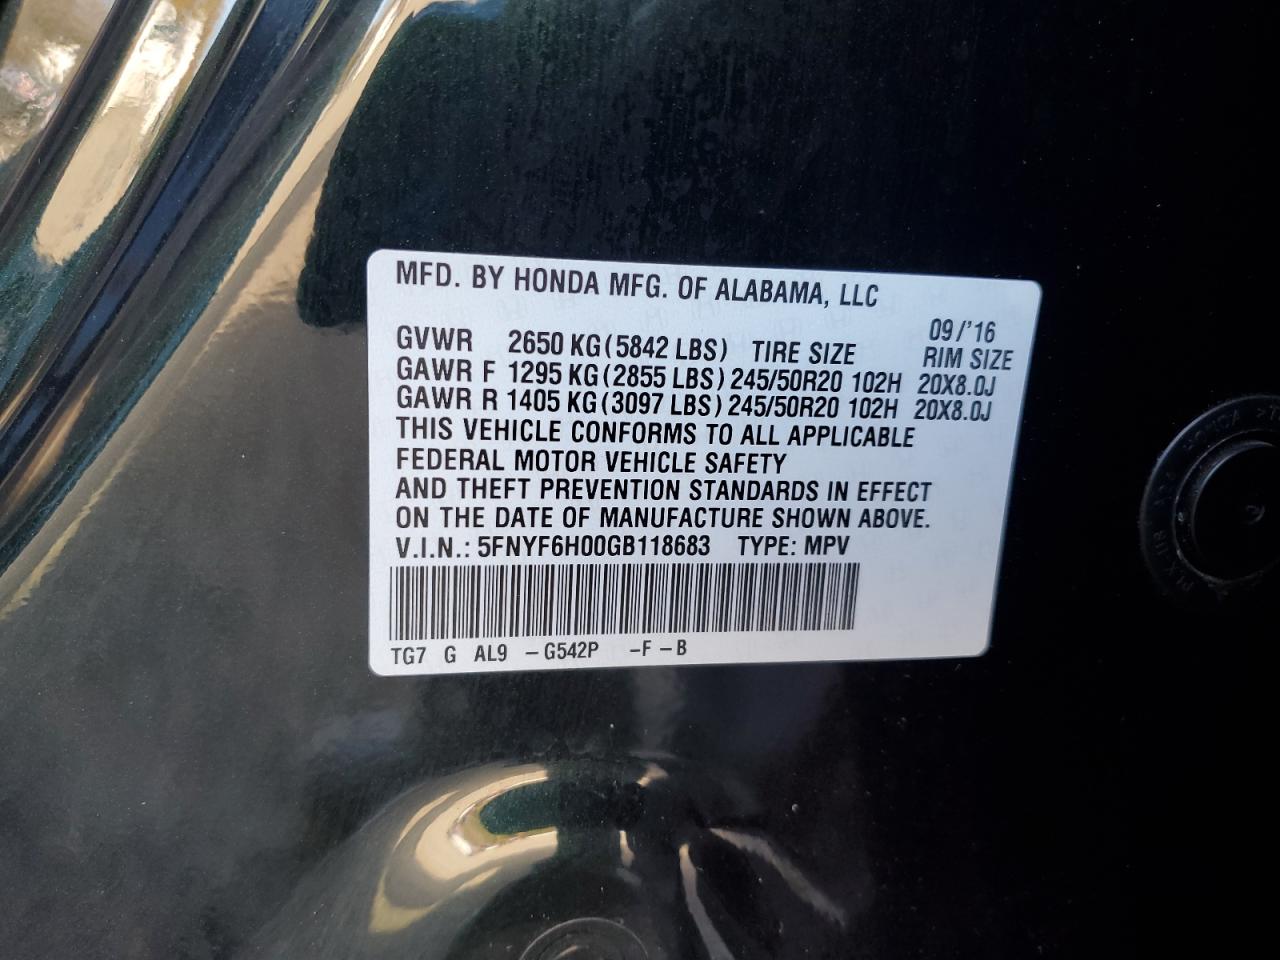 MFD. BY HONDA MFG. OF ALABAMA, LLC
09/'16
GVWR 2650 KG(5842 LBS) TIRE SIZE RIM SIZE
GAWR F 1295 KG(2855 LBS) 245/50R20 102H 20X8.0J
GAWR R 1405 KG(3097 LBS) 245/50R20 102H 20X8.0J
THIS VEHICLE CONFORMS TO ALL APPLICABLE
FEDERAL MOTOR VEHICLE SAFETY
AND THEFT PREVENTION STANDARDS IN EFFECT
ON THE DATE OF MANUFACTURE SHOWN ABOVE.
V.I.N.: 5FNYF6H00GB118683 TYPE: MPV
TG7 G AL9 -G542P -F-B